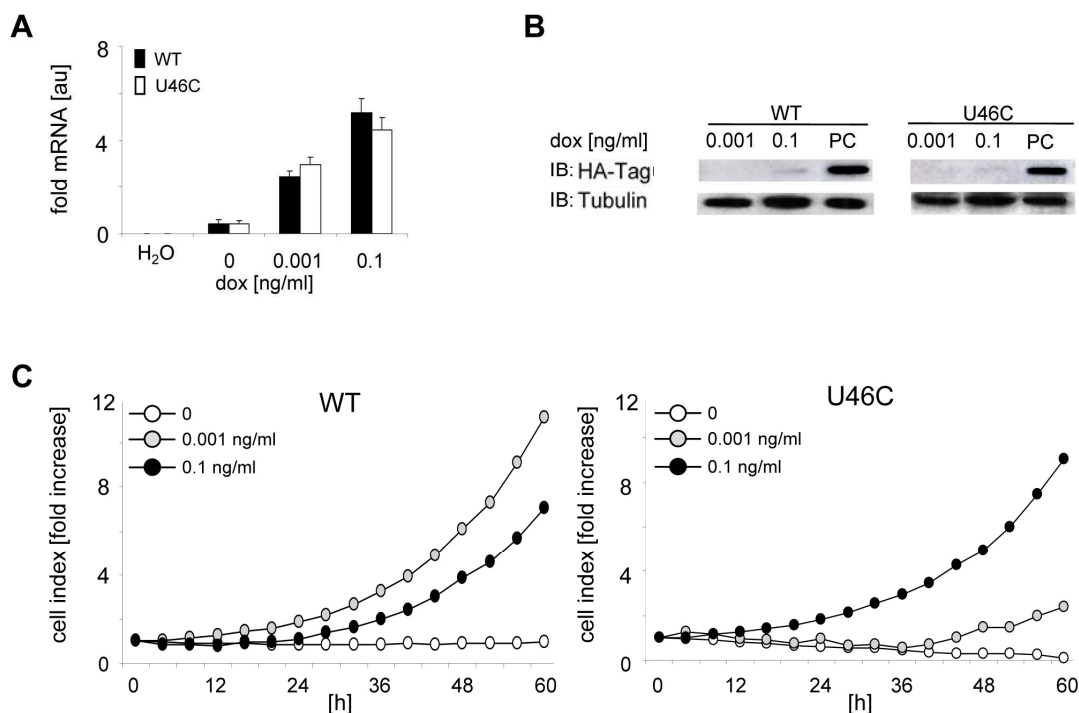 A
8
WT
U46C
fold mRNA [au]
4
0
H₂O
0 0.001 0.1
dox [ng/ml]
B
WT U46C
dox [ng/ml] 0.001 0.1 PC 0.001 0.1 PC
IB: HA-Tag
IB: Tubulin
C
WT
cell index [fold increase]
12
8
4
0
0
0.001 ng/ml
0.1 ng/ml
0 12 24 36 48 60
[h]
U46C
cell index [fold increase]
12
8
4
0
0
0.001 ng/ml
0.1 ng/ml
0 12 24 36 48 60
[h]